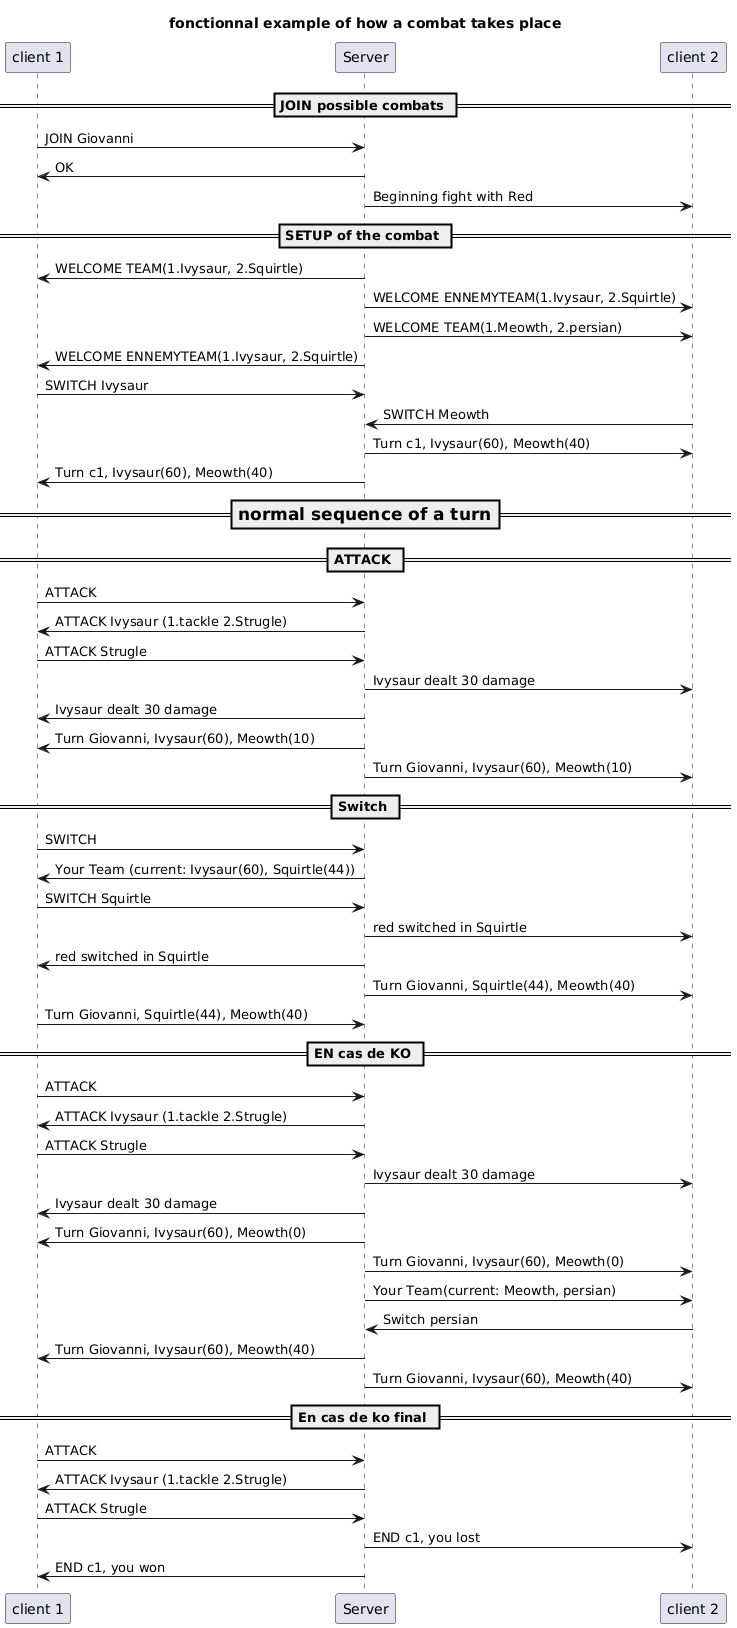 fonctionnal example of how a combat takes place
client 1 Server client 2
JOIN possible combats
JOIN Giovanni
OK
Beginning fight with Red
SETUP of the combat
WELCOME TEAM(1.Ivysaur, 2.Squirtle)
WELCOME ENNEMYTEAM(1.Ivysaur, 2.Squirtle)
WELCOME TEAM(1.Meowth, 2.persian)
WELCOME ENNEMYTEAM(1.Ivysaur, 2.Squirtle)
SWITCH Ivysaur
SWITCH Meowth
Turn c1, Ivysaur(60), Meowth(40)
Turn c1, Ivysaur(60), Meowth(40)
normal sequence of a turn
ATTACK
ATTACK
ATTACK Ivysaur (1.tackle 2.Strugle)
ATTACK Strugle
Ivysaur dealt 30 damage
Ivysaur dealt 30 damage
Turn Giovanni, Ivysaur(60), Meowth(10)
Turn Giovanni, Ivysaur(60), Meowth(10)
Switch
SWITCH
Your Team (current: Ivysaur(60), Squirtle(44))
SWITCH Squirtle
red switched in Squirtle
red switched in Squirtle
Turn Giovanni, Squirtle(44), Meowth(40)
Turn Giovanni, Squirtle(44), Meowth(40)
EN cas de KO
ATTACK
ATTACK Ivysaur (1.tackle 2.Strugle)
ATTACK Strugle
Ivysaur dealt 30 damage
Ivysaur dealt 30 damage
Turn Giovanni, Ivysaur(60), Meowth(0)
Turn Giovanni, Ivysaur(60), Meowth(0)
Your Team(current: Meowth, persian)
Switch persian
Turn Giovanni, Ivysaur(60), Meowth(40)
Turn Giovanni, Ivysaur(60), Meowth(40)
En cas de ko final
ATTACK
ATTACK Ivysaur (1.tackle 2.Strugle)
ATTACK Strugle
END c1, you lost
END c1, you won
client 1 Server client 2